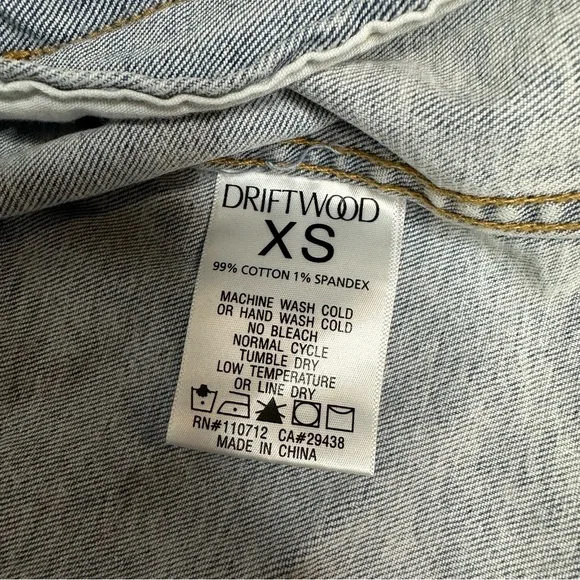 DRIFTWOOD
XS
99% COTTON 1% SPANDEX
MACHINE WASH COLD
OR HAND WASH COLD
NO BLEACH
NORMAL CYCLE
TUMBLE DRY
LOW TEMPERATURE
OR LINE DRY
RN#110712 CA#29438
MADE IN CHINA